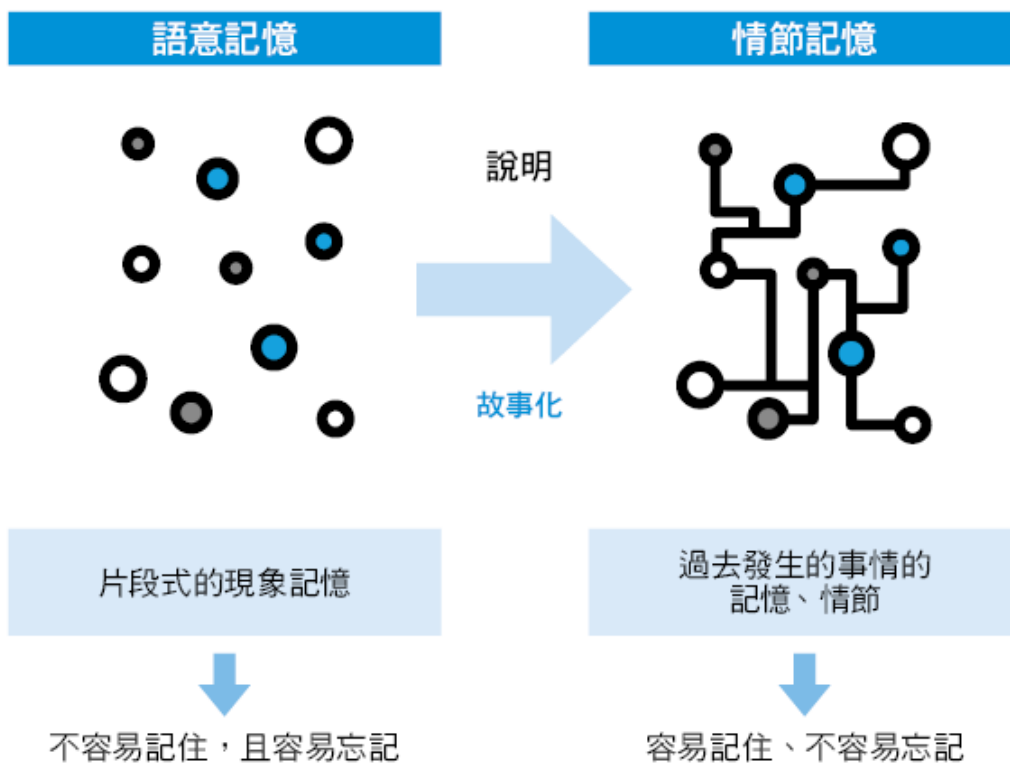 語意記憶
情節記憶
說明
故事化
片段式的現象記憶
過去發生的事情的
記憶、情節
不容易記住，且容易忘記
容易記住、不容易忘記